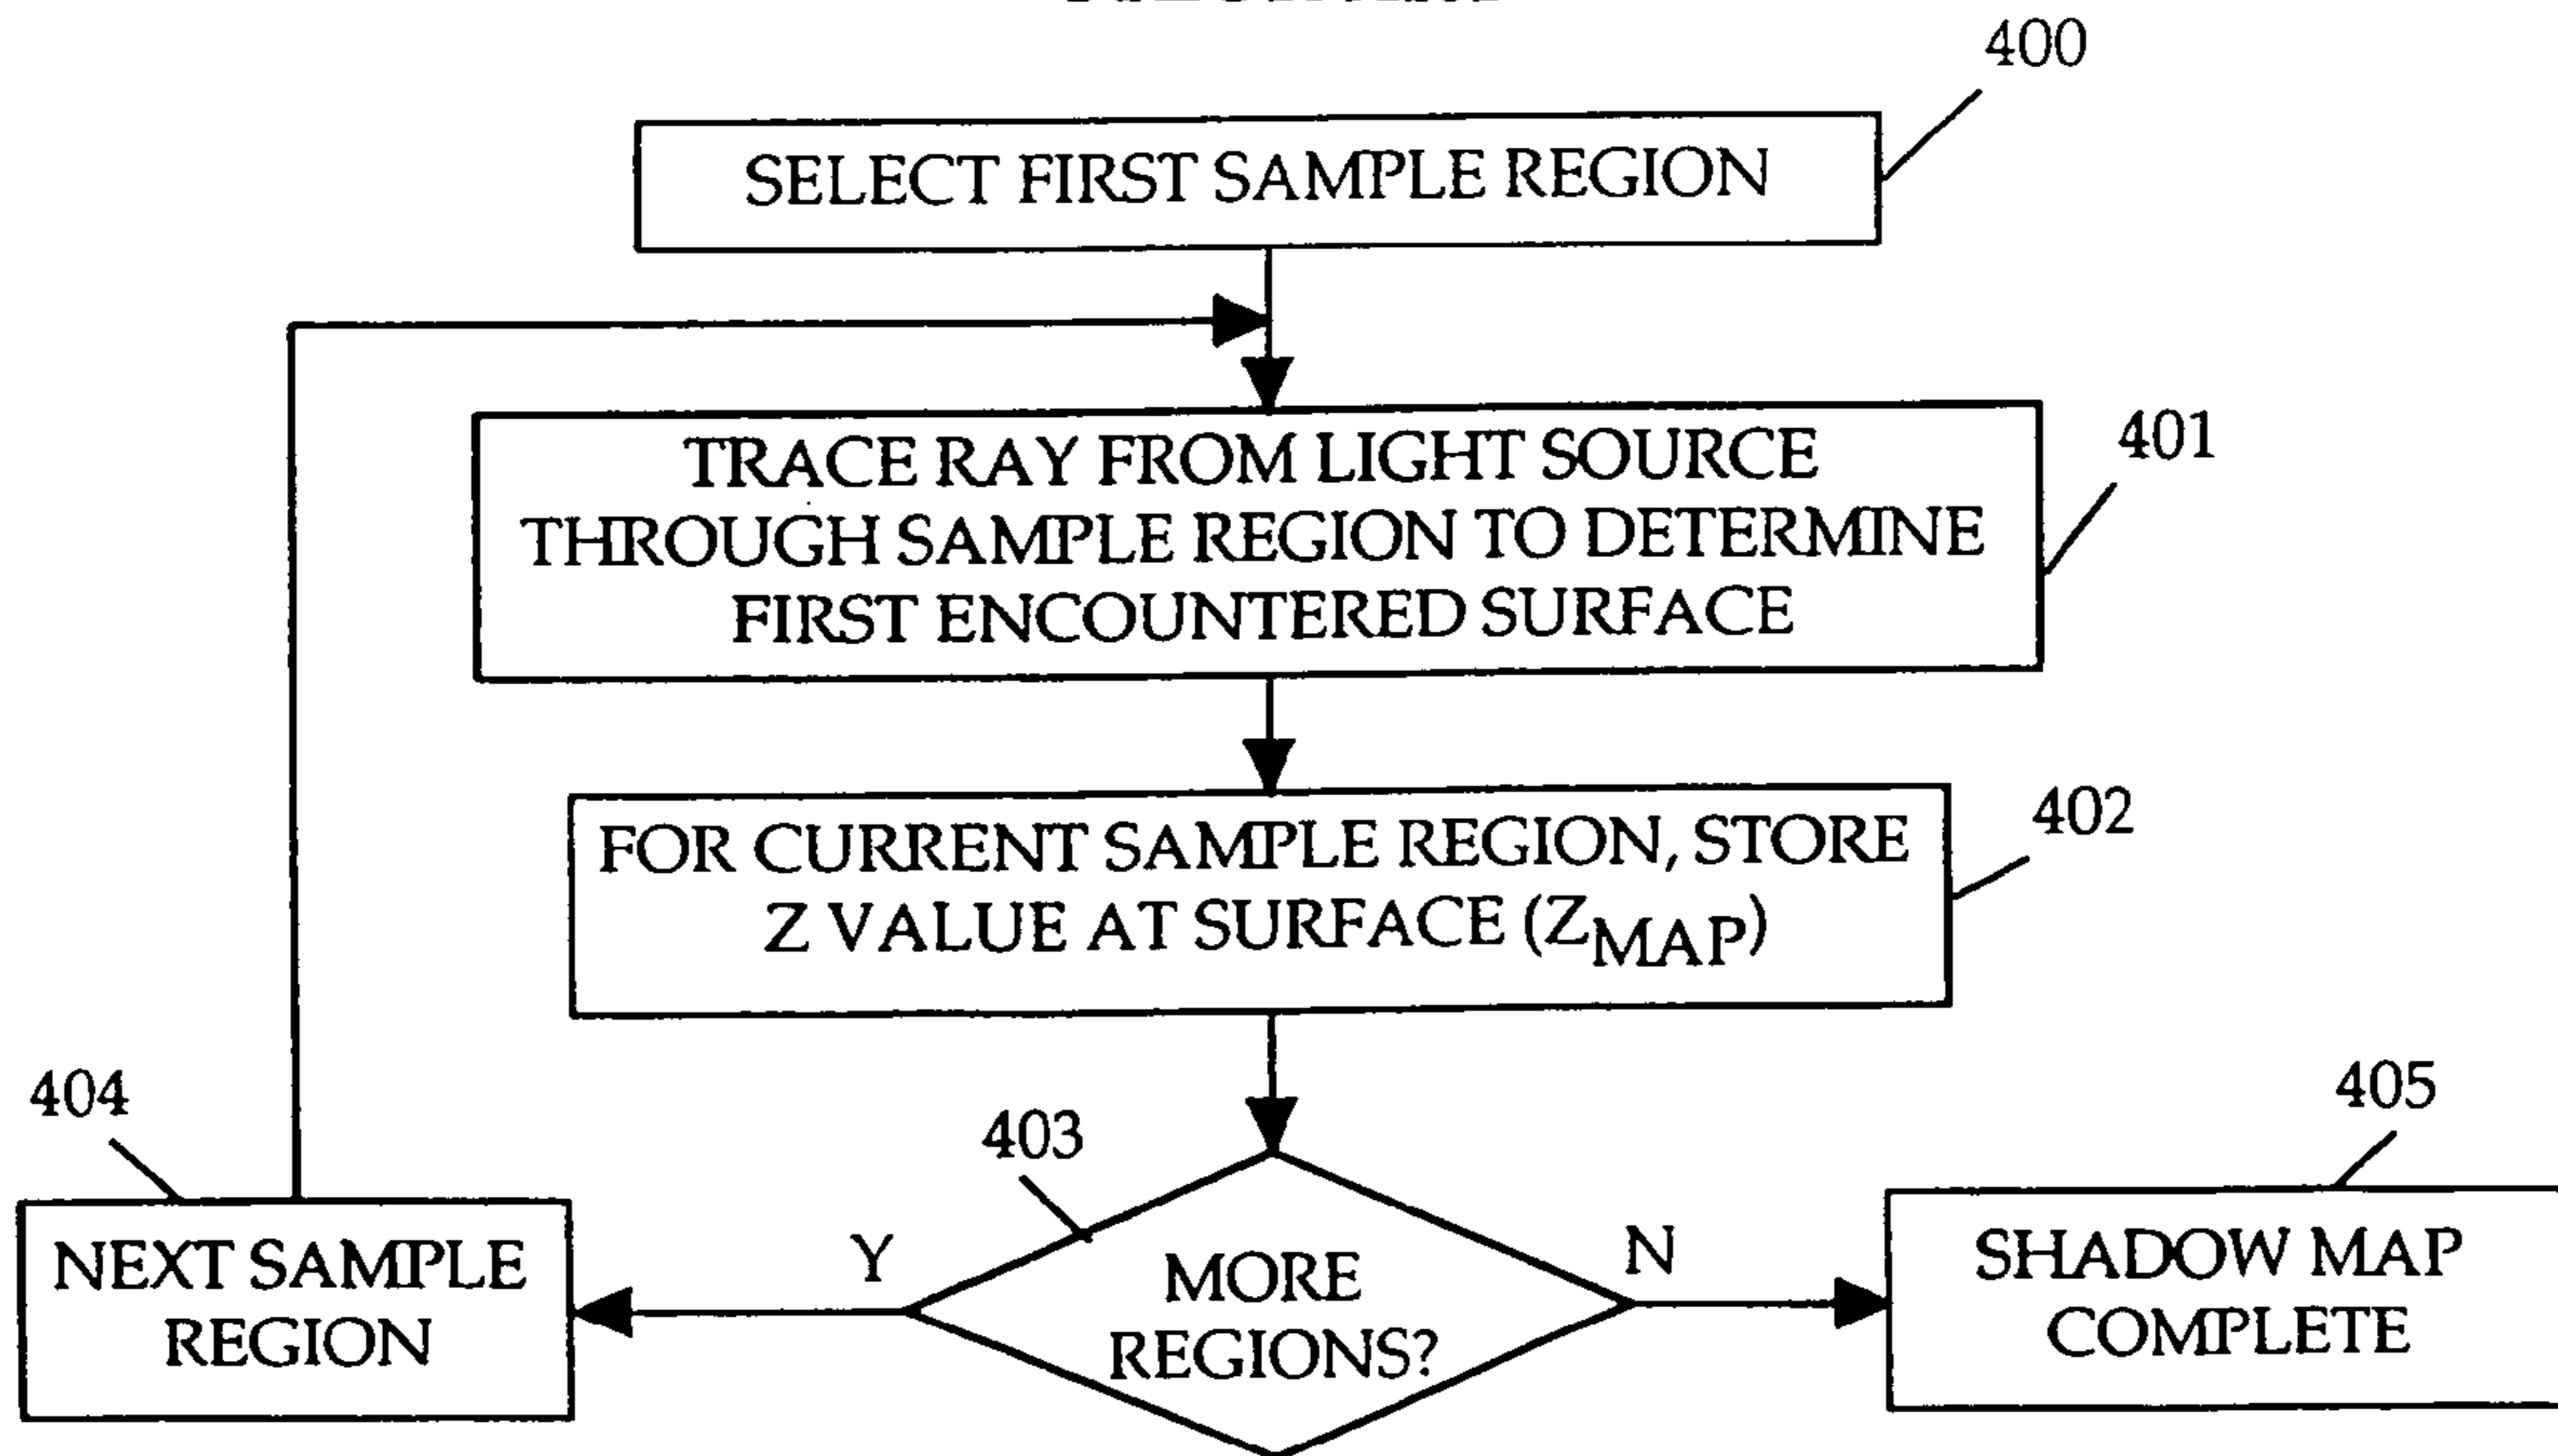 400
SELECT FIRST SAMPLE REGION
401
TRACE RAY FROM LIGHT SOURCE
THROUGH SAMPLE REGION TO DETERMINE
FIRST ENCOUNTERED SURFACE
402
FOR CURRENT SAMPLE REGION, STORE
Z VALUE AT SURFACE (ZMAP)
404
403
405
NEXT SAMPLE
REGION
Y
MORE
REGIONS?
N
SHADOW MAP
COMPLETE